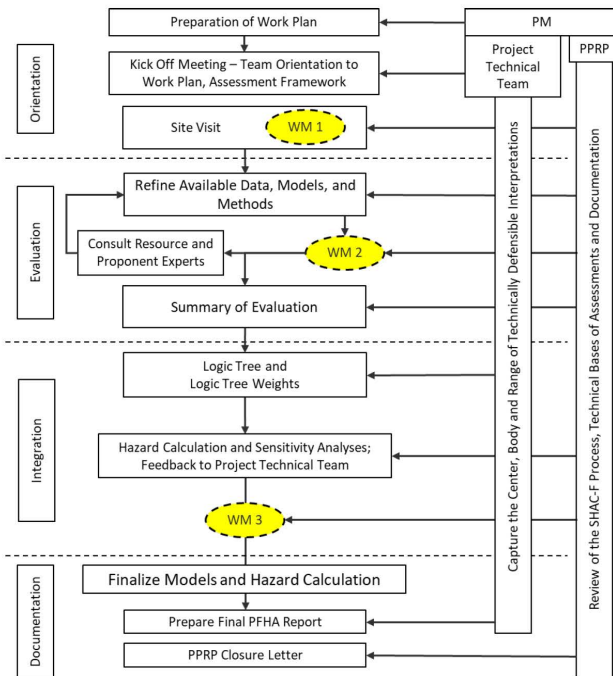 Preparation of Work Plan
PM
Project
Technical
Team
PPRP
Orientation
Kick Off Meeting – Team Orientation to
Work Plan, Assessment Framework
Site Visit
WM 1
Evaluation
Refine Available Data, Models, and
Methods
Consult Resource and
Proponent Experts
WM 2
Summary of Evaluation
Integration
Logic Tree and
Logic Tree Weights
Hazard Calculation and Sensitivity Analyses;
Feedback to Project Technical Team
WM 3
Documentation
Finalize Models and Hazard Calculation
Prepare Final PFHA Report
PPRP Closure Letter
Capture the Center, Body and Range of Technically Defensible Interpretations
Review of the SHAC-F Process, Technical Bases of Assessments and Documentation